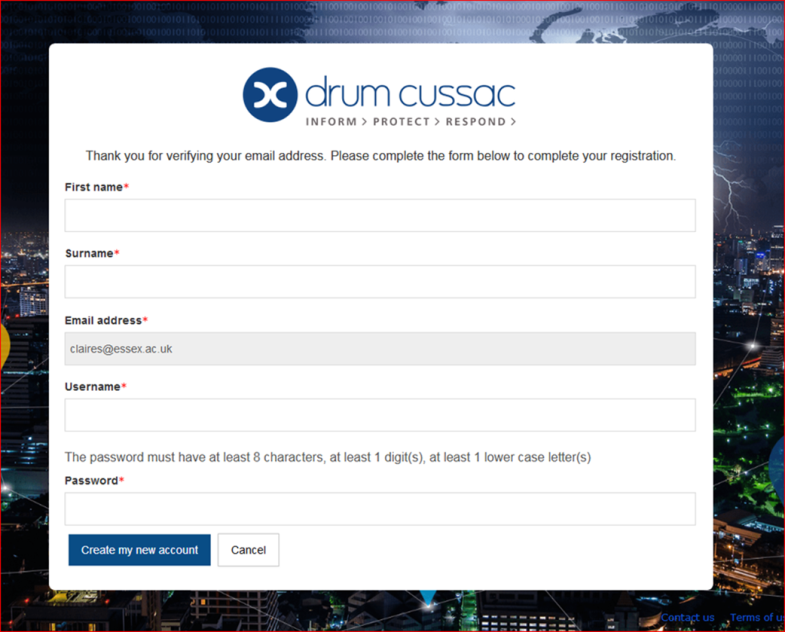 drum cussac
INFORM > PROTECT > RESPOND >
Thank you for verifying your email address. Please complete the form below to complete your registration.
First name*
Surname*
Email address*
claires@essex.ac.uk
Username*
The password must have at least 8 characters, at least 1 digit(s), at least 1 lower case letter(s)
Password*
Create my new account Cancel
Contact us Terms of u